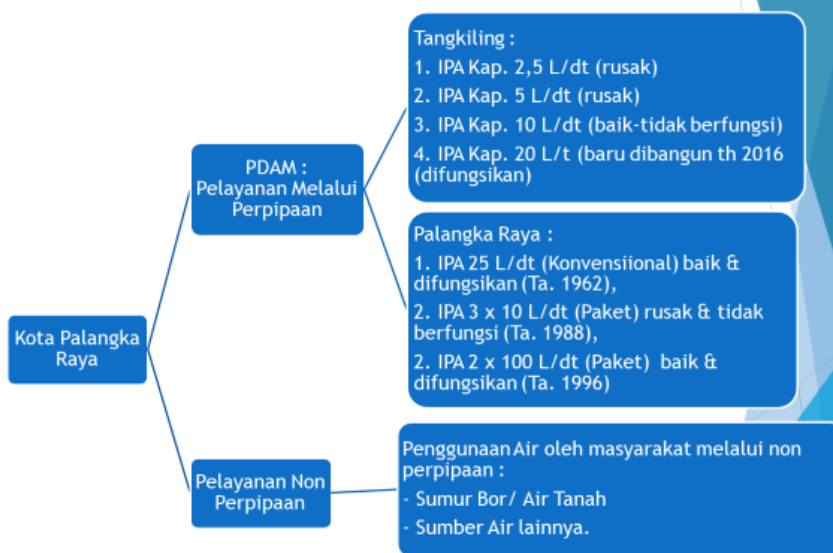 Kota Palangka
Raya
PDAM :
Pelayanan Melalui
Perpipaan
Tangkiling :
1. IPA Kap. 2,5 L/dt (rusak)
2. IPA Kap. 5 L/dt (rusak)
3. IPA Kap. 10 L/dt (baik-tidak berfungsi)
4. IPA Kap. 20 L/t (baru dibangun th 2016
(difungsikan)
Palangka Raya :
1. IPA 25 L/dt (Konvensiional) baik &
difungsikan (Ta. 1962),
2. IPA 3 x 10 L/dt (Paket) rusak & tidak
berfungsi (Ta. 1988),
2. IPA 2 x 100 L/dt (Paket) baik &
difungsikan (Ta. 1996)
Pelayanan Non
Perpipaan
Penggunaan Air oleh masyarakat melalui non
perpipaan :
- Sumur Bor/ Air Tanah
- Sumber Air lainnya.